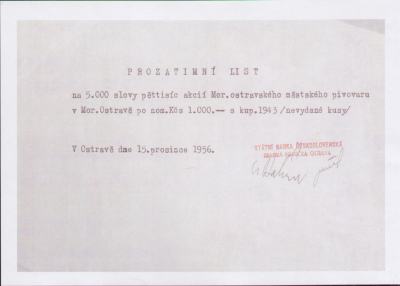 PROZATIMNÍ LIST
na 5.000 slovy pěttisíc akcií Mor.ostravského městského pivovaru
v Mor.Ostravě po nom.Kčs 1.000.-- s kup.1943/nevydané kusy/
V Ostravě dne 15.prosince 1956.
STÁTNÍ BANKA ČESKOSLOVENSKÁ
OSTRAVA